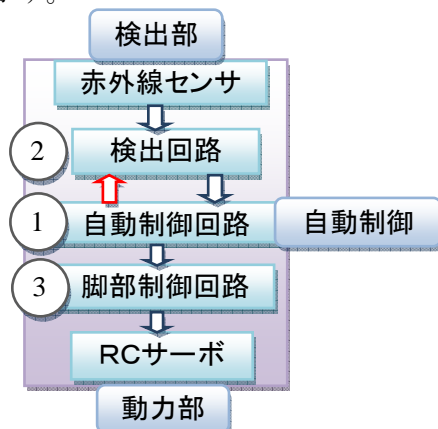 す。
検出部
赤外線センサ
2
検出回路
1
自動制御回路
自動制御
3
脚部制御回路
RCサーボ
動力部